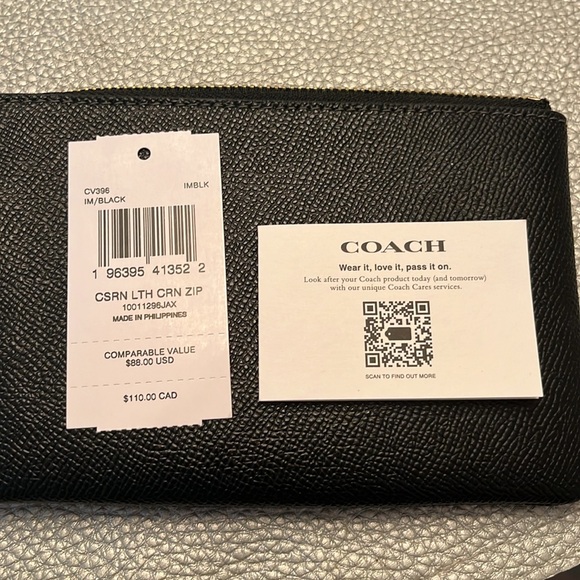 CV396 IMBLK
IM/BLACK
1 96395 41352 2
CSRN LTH CRN ZIP
10011296JAX
MADE IN PHILIPPINES
COMPARABLE VALUE
$88.00 USD
$110.00 CAD
COACH
Wear it, love it, pass it on.
Look after your Coach product today (and tomorrow)
with our unique Coach Cares services.
SCAN TO FIND OUT MORE